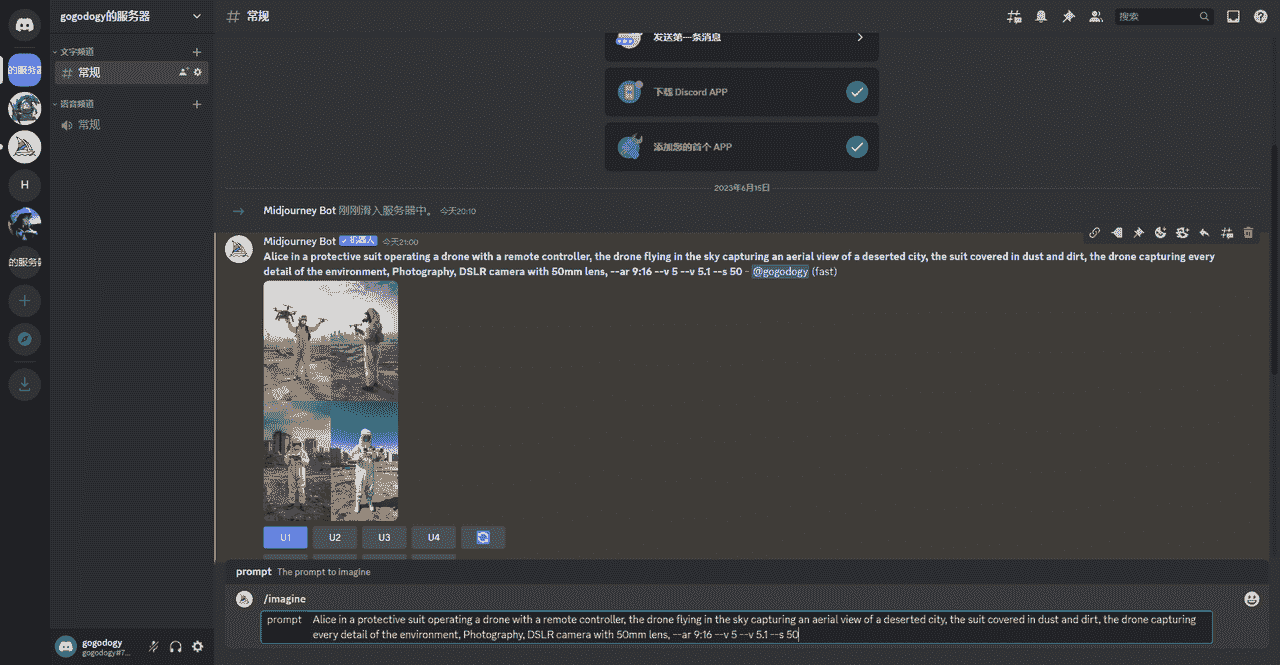 gogodogy的服务器
常规
搜索
的服务器
文字频道
常规
语音频道
常规
H
的服务器
发送第一条消息
下载 Discord APP
添加您的首个 APP
2023年6月15日
Midjourney Bot 刚刚滑入服务器中。 今天20:10
Midjourney Bot 机器人 今天21:00
Alice in a protective suit operating a drone with a remote controller, the drone flying in the sky capturing an aerial view of a deserted city, the suit covered in dust and dirt, the drone capturing every
detail of the environment, Photography, DSLR camera with 50mm lens, --ar 9:16 --v 5 --v 5.1 --s 50 - @gogodogy (fast)
U1 U2 U3 U4
prompt The prompt to imagine
/imagine
prompt Alice in a protective suit operating a drone with a remote controller, the drone flying in the sky capturing an aerial view of a deserted city, the suit covered in dust and dirt, the drone capturing
every detail of the environment, Photography, DSLR camera with 50mm lens, --ar 9:16 --v 5 --v 5.1 --s 50
gogodogy
gogodogy#7...